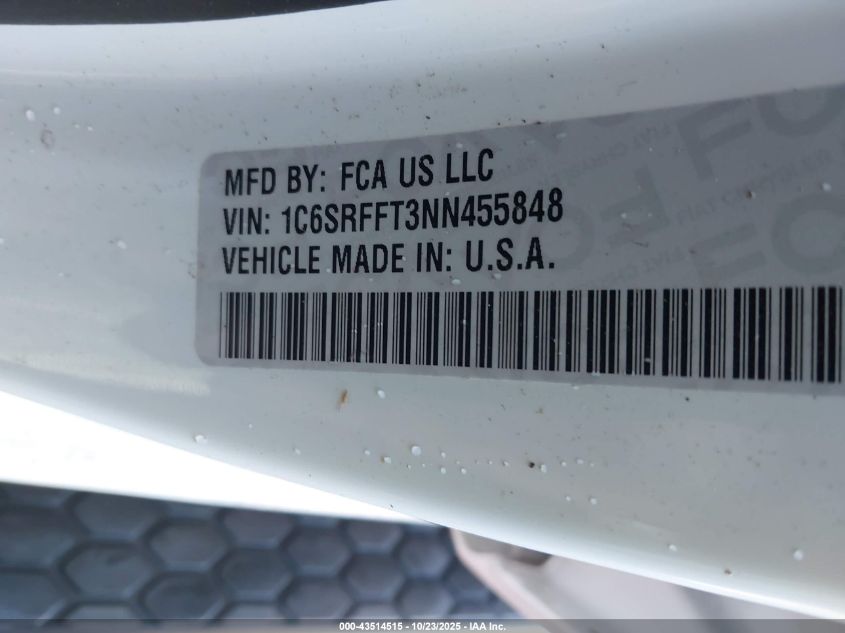 MFD BY: FCA US LLC
VIN: 1C6SRFFT3NN455848
VEHICLE MADE IN: U.S.A.
000-43514515 - 10/23/2025 - IAA Inc.